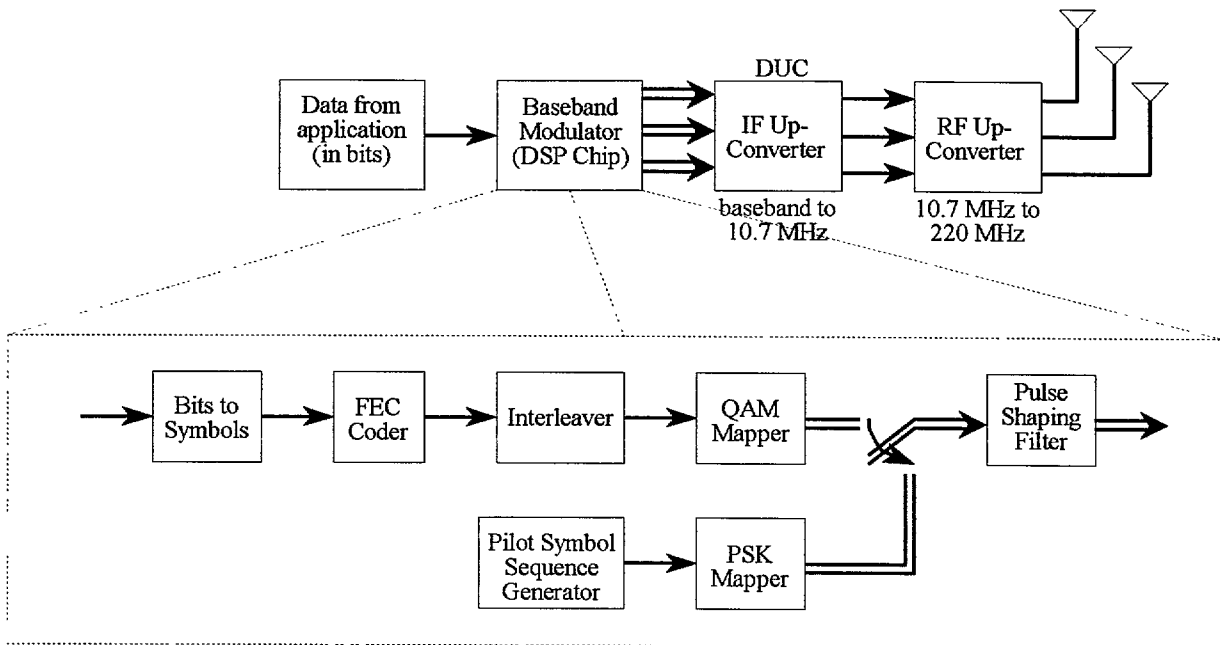 DUC
Data from
application
(in bits)
Baseband
Modulator
(DSP Chip)
IF Up-
Converter
RF Up-
Converter
baseband to
10.7 MHz
10.7 MHz to
220 MHz
Bits to
Symbols
FEC
Coder
Interleaver
QAM
Mapper
Pulse
Shaping
Filter
Pilot Symbol
Sequence
Generator
PSK
Mapper